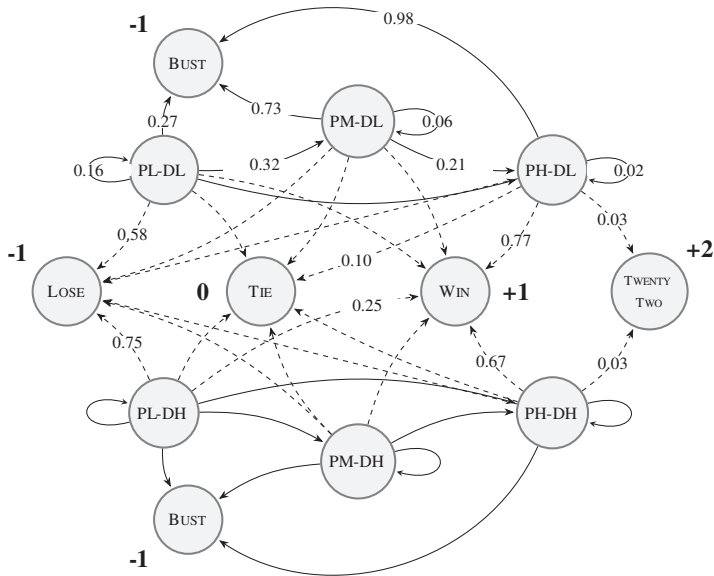 -1
0.98
BUST
0.73
PM-DL
0.06
0.27
0.16
PL-DL
0.32
0.21
PH-DL
0.02
0,58
0.77
0.03
-1
+2
LOSE
0
TIE
0.10
WIN
+1
TWENTY
TWO
0.25
0.75
0.67
0.03
PL-DH
PH-DH
PM-DH
BUST
-1